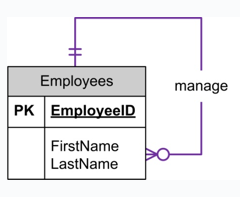 Employees
manage
PK EmployeeID
FirstName
LastName